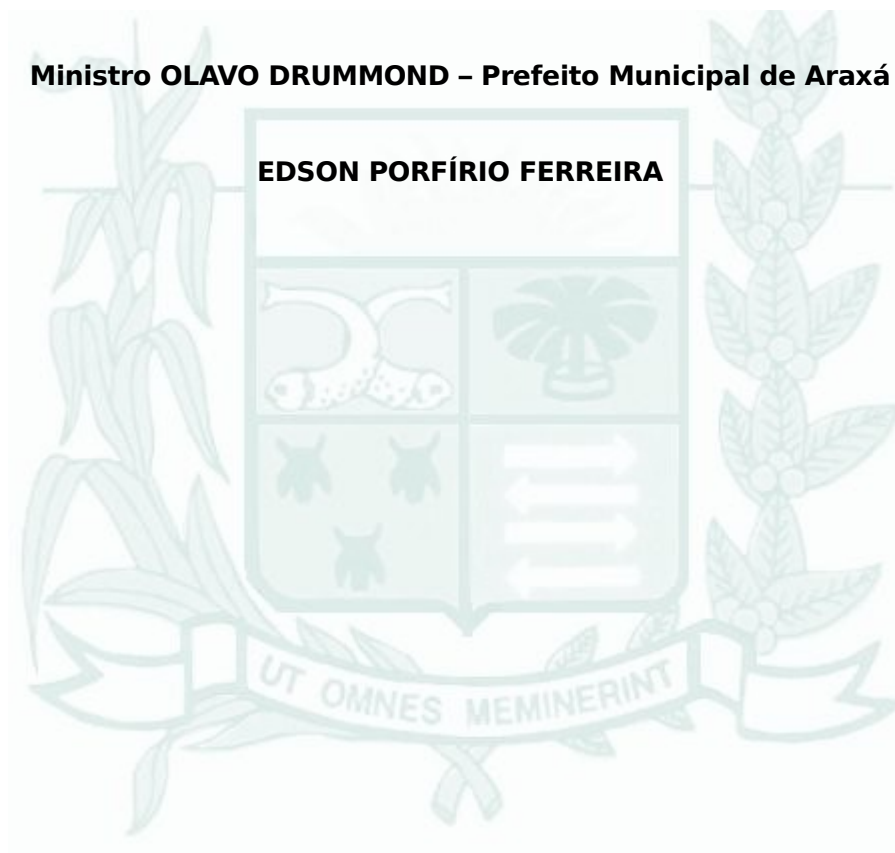 Ministro OLAVO DRUMMOND – Prefeito Municipal de Araxá
EDSON PORFÍRIO FERREIRA
UT OMNES MEMINERINT